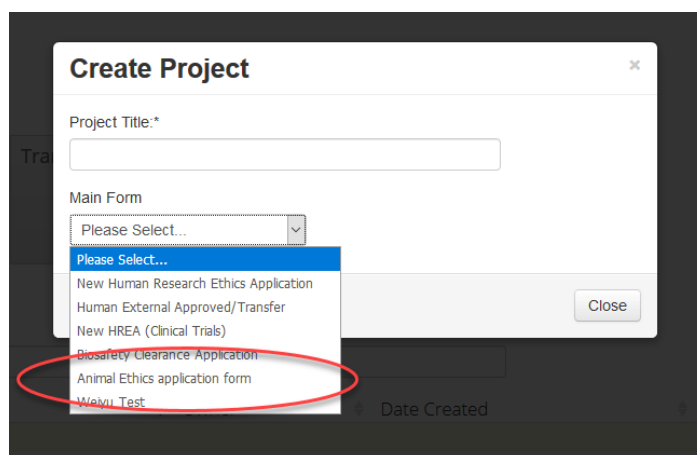 Create Project
×
Project Title:*
Tra
Main Form
Please Select...
Please Select...
New Human Research Ethics Application
Human External Approved/Transfer
New HREA (Clinical Trials)
Close
Biosafety Clearance Application
Animal Ethics application form
Weiyu Test
Date Created